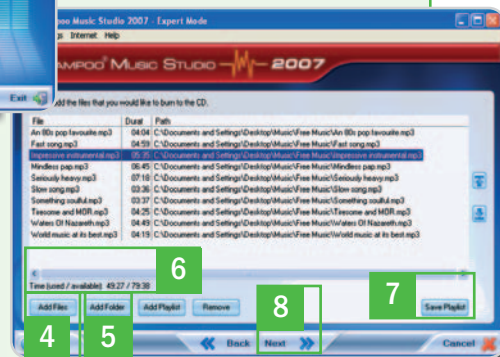 poo Music Studio 2007 - Expert Mode
gs Internet Help
AMPOO Music Studio 2007
Exit
add the files that you would like to burn to the CD.
File Durat Path
An 80s pop favourite.mp3 04:04 C:\Documents and Settings\Desktop\Music\Free Music\An 80s pop favourite.mp3
Fast song.mp3 04:59 C:\Documents and Settings\Desktop\Music\Free Music\Fast song.mp3
Impressive instrumental.mp3 05:35 C:\Documents and Settings\Desktop\Music\Free Music\Impressive instrumental.mp3
Mindless pap.mp3 06:45 C:\Documents and Settings\Desktop\Music\Free Music\Mindless pap.mp3
Seriously heavy.mp3 07:18 C:\Documents and Settings\Desktop\Music\Free Music\Seriously heavy.mp3
Slow song.mp3 03:36 C:\Documents and Settings\Desktop\Music\Free Music\Slow song.mp3
Something soulful.mp3 03:37 C:\Documents and Settings\Desktop\Music\Free Music\Something soulful.mp3
Tiresome and MOR.mp3 04:25 C:\Documents and Settings\Desktop\Music\Free Music\Tiresome and MOR.mp3
Waters Of Nazareth.mp3 04:49 C:\Documents and Settings\Desktop\Music\Free Music\Waters Of Nazareth.mp3
World music at its best.mp3 04:19 C:\Documents and Settings\Desktop\Music\Free Music\World music at its best.mp3
6
Time (used / available): 49:27 / 79:38
7
8
Add Files Add Folder Add Playlist Remove Save Playlist
4 5
Back Next Cancel